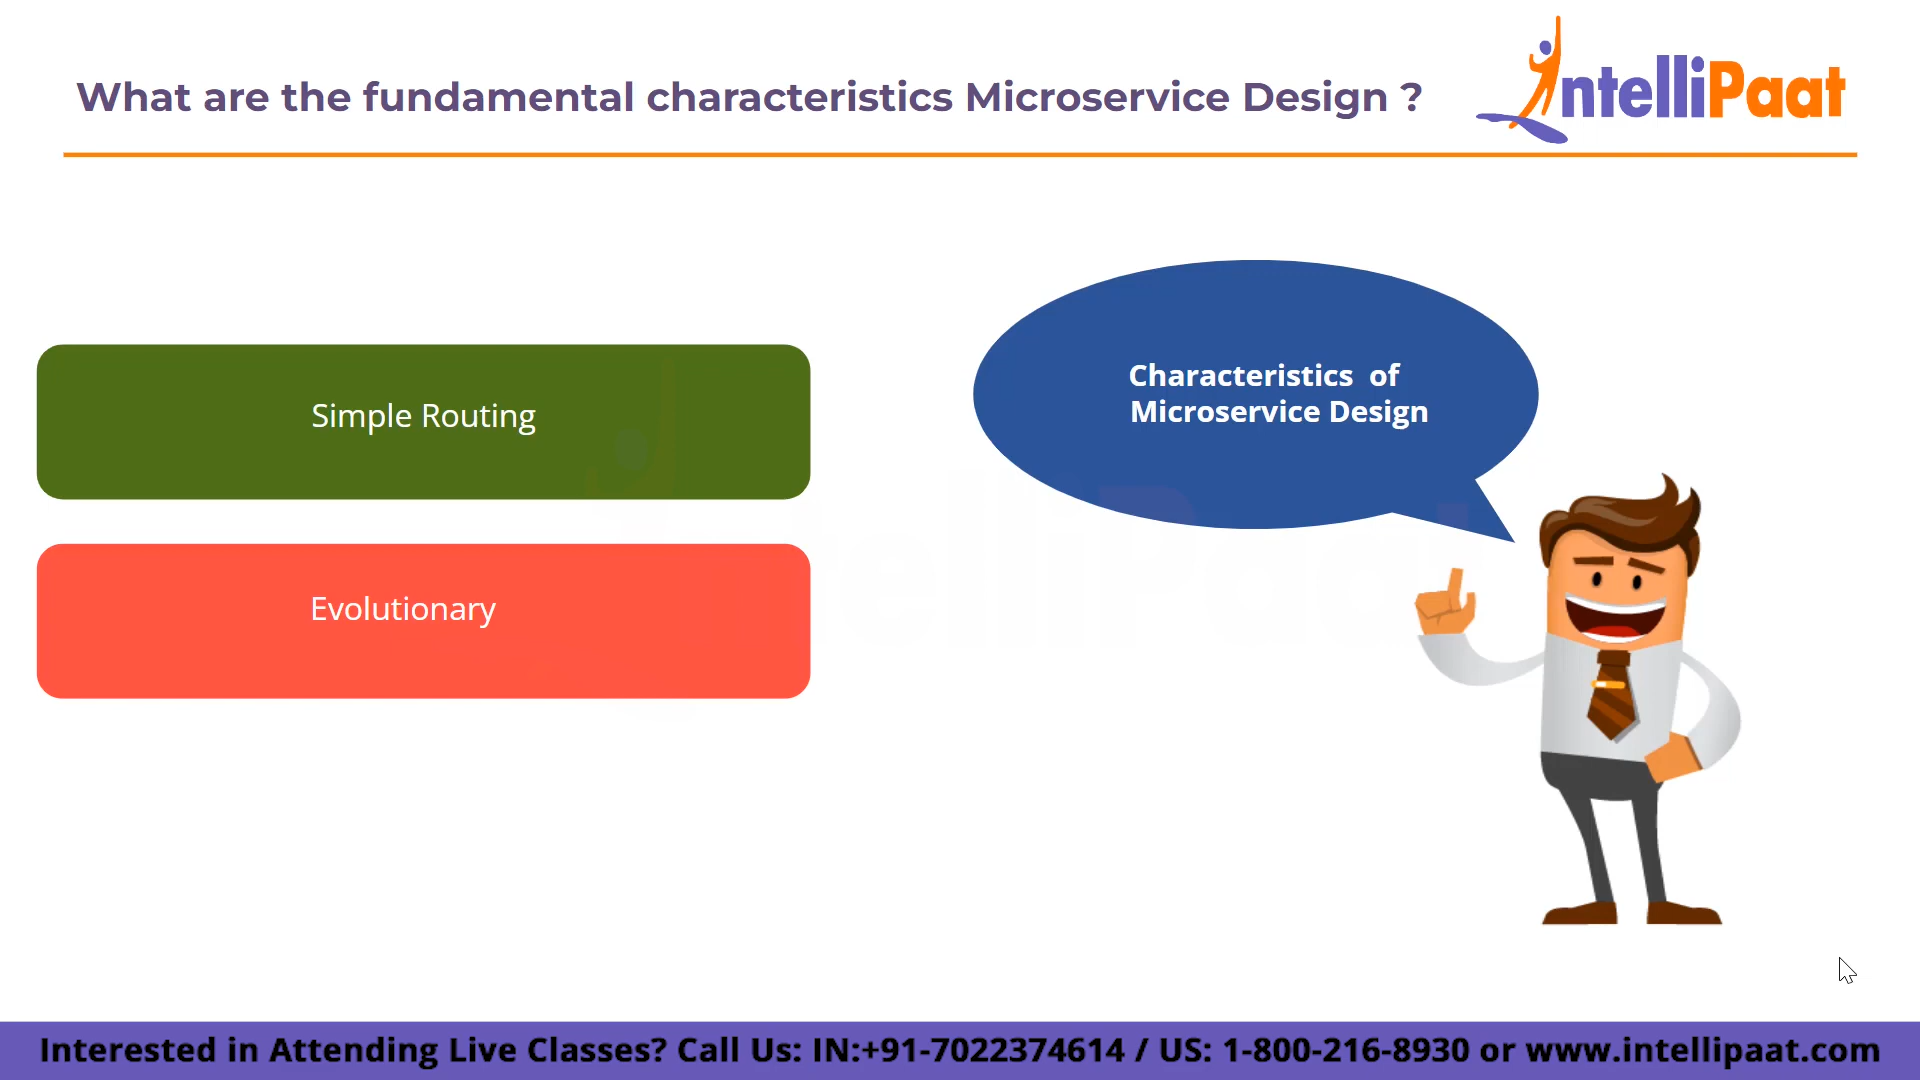 What are the fundamental characteristics Microservice Design ?
IntelliPaat
Simple Routing
Evolutionary
Characteristics of
Microservice Design
Interested in Attending Live Classes? Call Us: IN:+91-7022374614 / US: 1-800-216-8930 or www.intellipaat.com